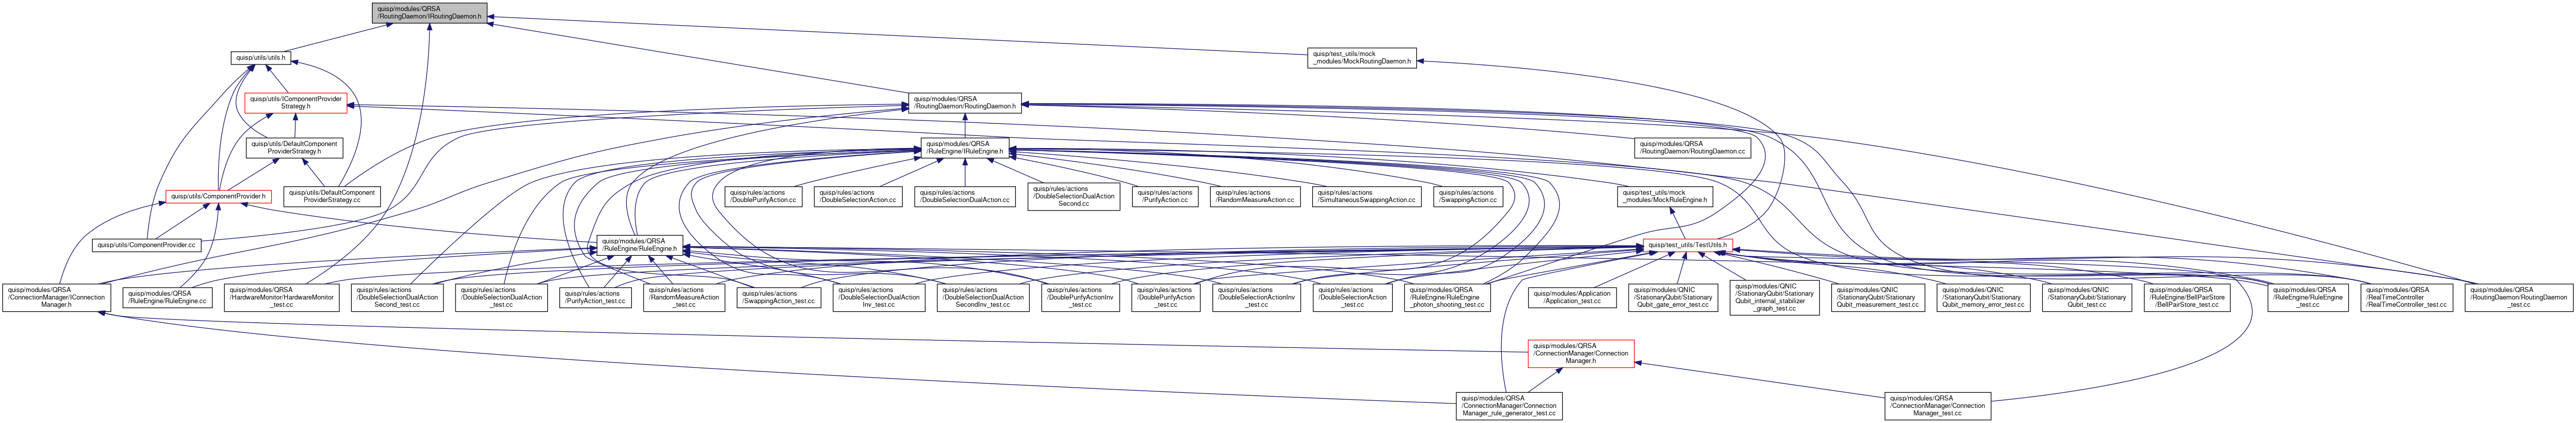 quisp/modules/QRSA
/RoutingDaemon/IRoutingDaemon.h
quisp/utils/utils.h
quisp/test_utils/mock
_modules/MockRoutingDaemon.h
quisp/utils/IComponentProvider
Strategy.h
quisp/modules/QRSA
/RoutingDaemon/RoutingDaemon.h
quisp/utils/DefaultComponent
ProviderStrategy.h
quisp/modules/QRSA
/RuleEngine/IRuleEngine.h
quisp/modules/QRSA
/RoutingDaemon/RoutingDaemon.cc
quisp/utils/ComponentProvider.h
quisp/utils/DefaultComponent
ProviderStrategy.cc
quisp/rules/actions
/DoublePurifyAction.cc
quisp/rules/actions
/DoubleSelectionAction.cc
quisp/rules/actions
/DoubleSelectionDualAction.cc
quisp/rules/actions
/DoubleSelectionDualAction
Second.cc
quisp/rules/actions
/PurifyAction.cc
quisp/rules/actions
/RandomMeasureAction.cc
quisp/rules/actions
/SimultaneousSwappingAction.cc
quisp/rules/actions
/SwappingAction.cc
quisp/test_utils/mock
_modules/MockRuleEngine.h
quisp/utils/ComponentProvider.cc
quisp/modules/QRSA
/RuleEngine/RuleEngine.h
quisp/test_utils/TestUtils.h
quisp/modules/QRSA
/ConnectionManager/IConnection
Manager.h
quisp/modules/QRSA
/RuleEngine/RuleEngine.cc
quisp/modules/QRSA
/HardwareMonitor/HardwareMonitor
_test.cc
quisp/rules/actions
/DoubleSelectionDualAction
Second_test.cc
quisp/rules/actions
/DoubleSelectionDualAction
_test.cc
quisp/rules/actions
/PurifyAction_test.cc
quisp/rules/actions
/RandomMeasureAction
_test.cc
quisp/rules/actions
/SwappingAction_test.cc
quisp/rules/actions
/DoubleSelectionDualAction
Inv_test.cc
quisp/rules/actions
/DoubleSelectionDualAction
SecondInv_test.cc
quisp/rules/actions
/DoublePurifyActionInv
_test.cc
quisp/rules/actions
/DoublePurifyAction
_test.cc
quisp/rules/actions
/DoubleSelectionActionInv
_test.cc
quisp/rules/actions
/DoubleSelectionAction
_test.cc
quisp/modules/QRSA
/RuleEngine/RuleEngine
_photon_shooting_test.cc
quisp/modules/Application
/Application_test.cc
quisp/modules/QNIC
/StationaryQubit/Stationary
Qubit_gate_error_test.cc
quisp/modules/QNIC
/StationaryQubit/Stationary
Qubit_internal_stabilizer
_graph_test.cc
quisp/modules/QNIC
/StationaryQubit/Stationary
Qubit_measurement_test.cc
quisp/modules/QNIC
/StationaryQubit/Stationary
Qubit_memory_error_test.cc
quisp/modules/QNIC
/StationaryQubit/Stationary
Qubit_test.cc
quisp/modules/QRSA
/RuleEngine/BellPairStore
/BellPairStore_test.cc
quisp/modules/QRSA
/RuleEngine/RuleEngine
_test.cc
quisp/modules/QRSA
/RealTimeController
/RealTimeController_test.cc
quisp/modules/QRSA
/RoutingDaemon/RoutingDaemon
_test.cc
quisp/modules/QRSA
/ConnectionManager/Connection
Manager.h
quisp/modules/QRSA
/ConnectionManager/Connection
Manager_rule_generator_test.cc
quisp/modules/QRSA
/ConnectionManager/Connection
Manager_test.cc